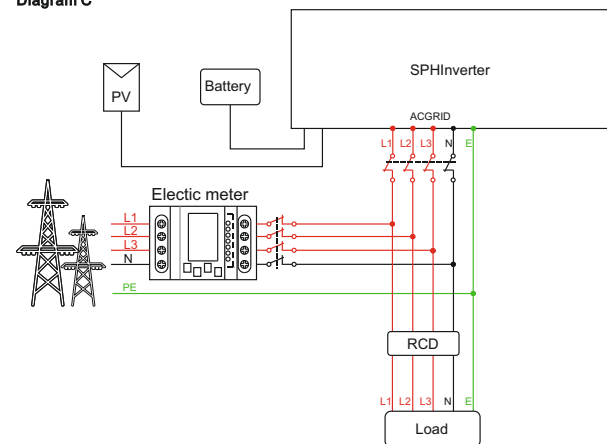 Diagram C
SPHInverter
PV
Battery
ACGRID
L1 L2 L3 N E
Electic meter
L1
L2
L3
N
PE
RCD
L1 L2 L3 N E
Load